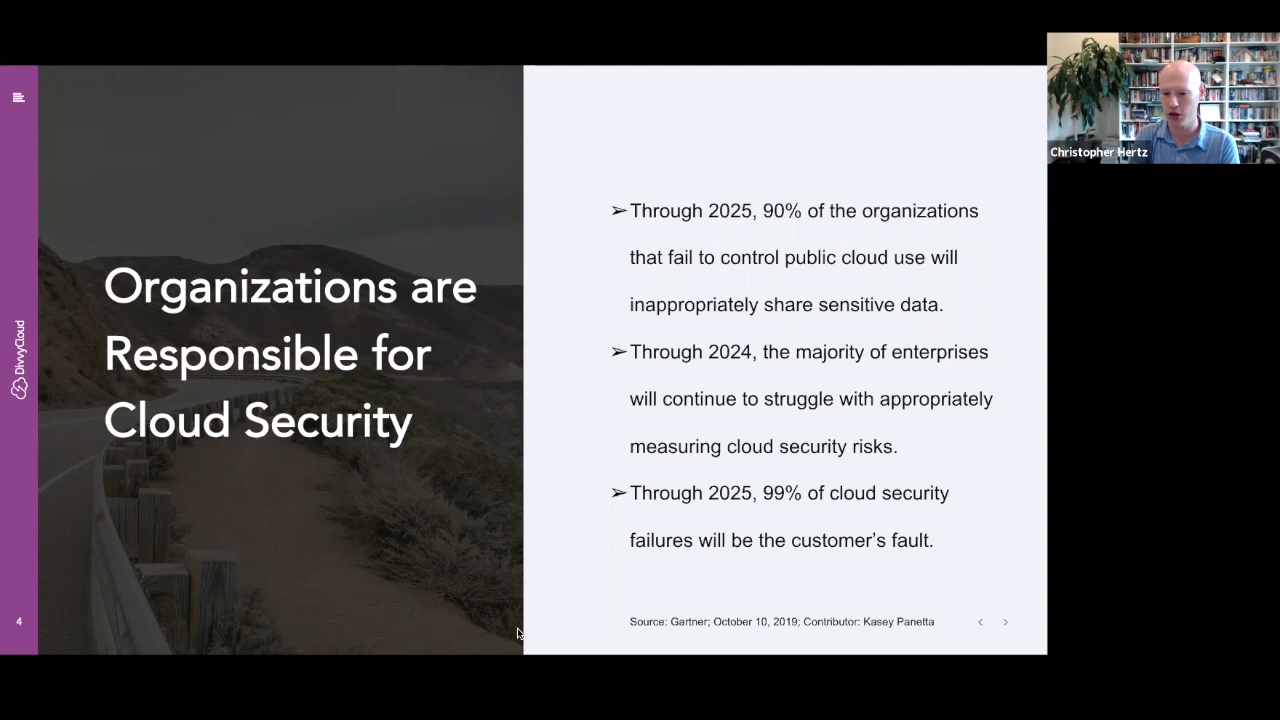 Organizations are
Responsible for
Cloud Security
➢Through 2025, 90% of the organizations
that fail to control public cloud use will
inappropriately share sensitive data.
➢Through 2024, the majority of enterprises
will continue to struggle with appropriately
measuring cloud security risks.
➢Through 2025, 99% of cloud security
failures will be the customer’s fault.
Source: Gartner; October 10, 2019; Contributor: Kasey Panetta
DivvyCloud
4
Christopher Hertz